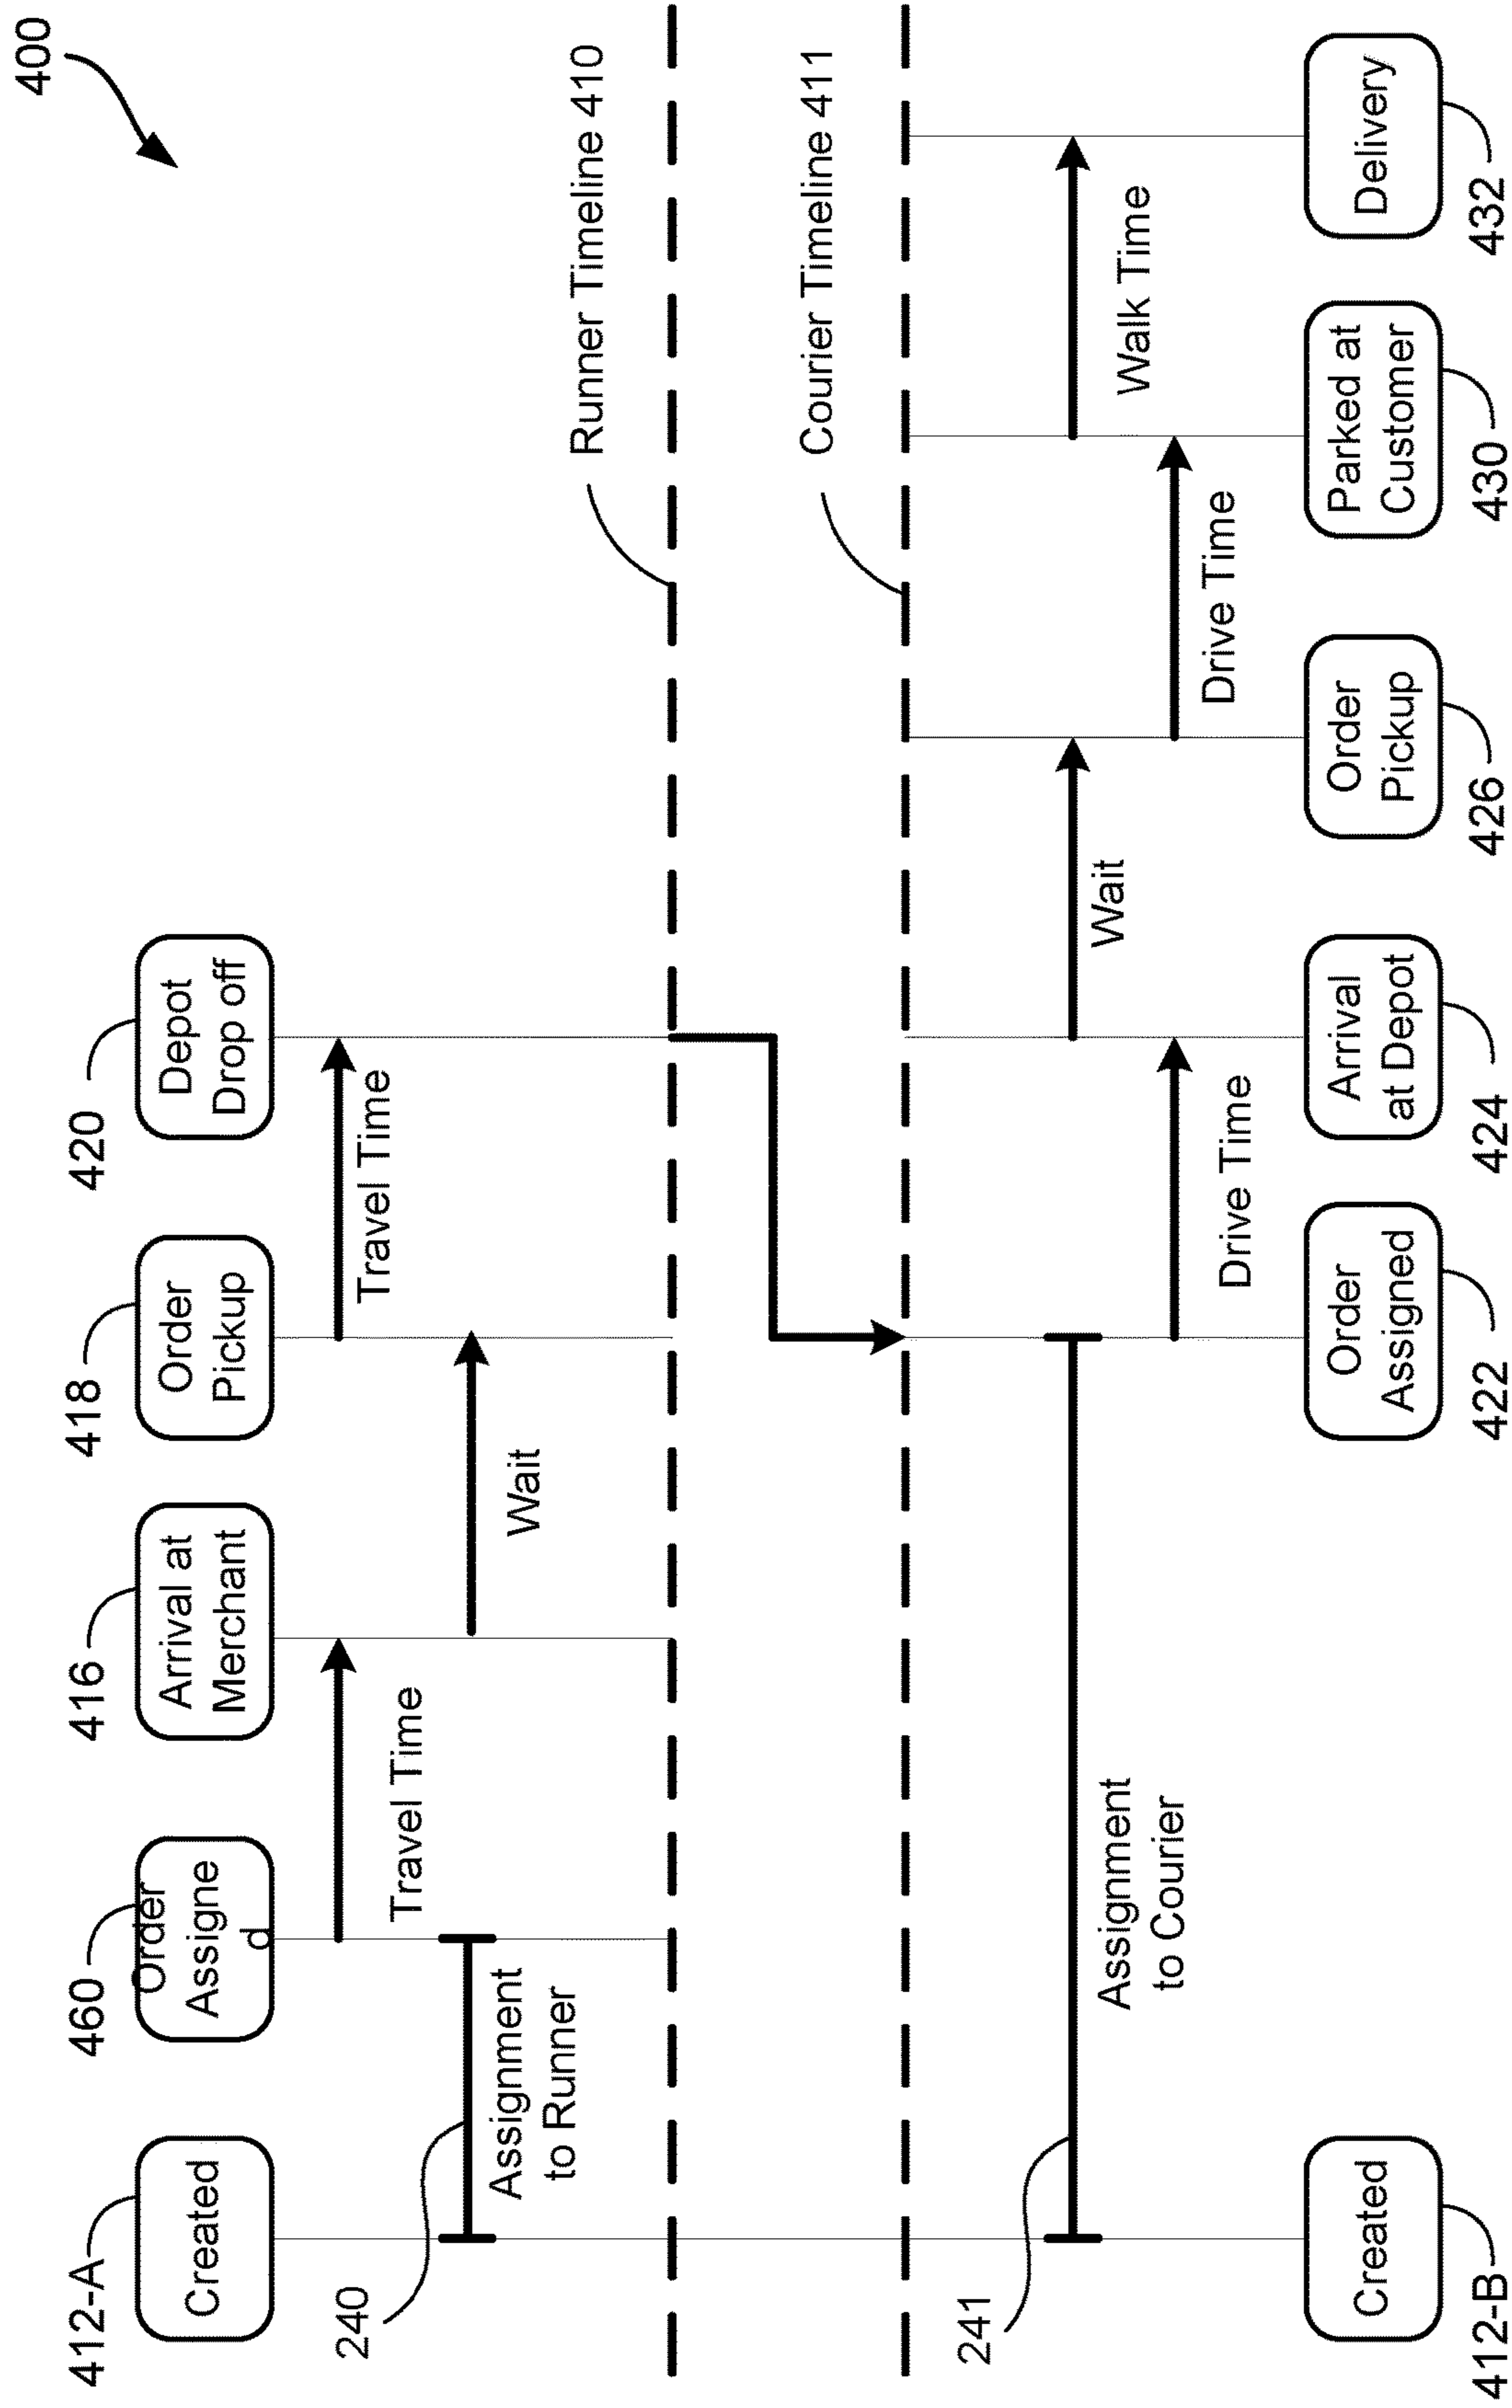 400
412-A
460
416
418
420
Created
Order
Assigne
d
Arrival at
Merchant
Order
Pickup
Depot
Drop off
240
Assignment
to Runner
Travel Time
Wait
Travel Time
Runner Timeline 410
Courier Timeline 411
241
Assignment
to Courier
Drive Time
Wait
Drive Time
Walk Time
Created
Order
Assigned
Arrival
at Depot
Order
Pickup
Parked at
Customer
Delivery
412-B
422
424
426
430
432